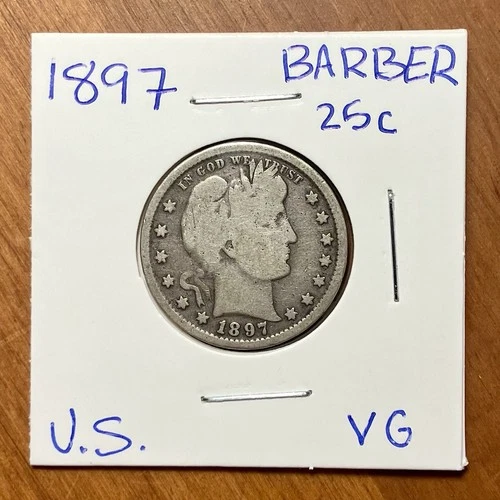 1897 BARBER
25c
IN GOD WE TRUST
1897
U.S. VG